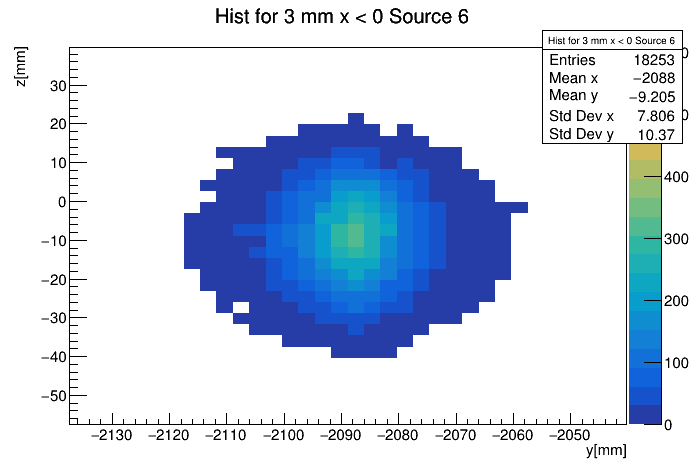 Hist for 3 mm x < 0 Source 6
z[mm]
Hist for 3 mm x < 0 Source 6
Entries 18253
Mean x −2088
Mean y −9.205
Std Dev x 7.806
Std Dev y 10.37
30
20
10
0
−10
−20
−30
−40
−50
−2130 −2120 −2110 −2100 −2090 −2080 −2070 −2060 −2050
y[mm]
0
0
400
300
200
100
0